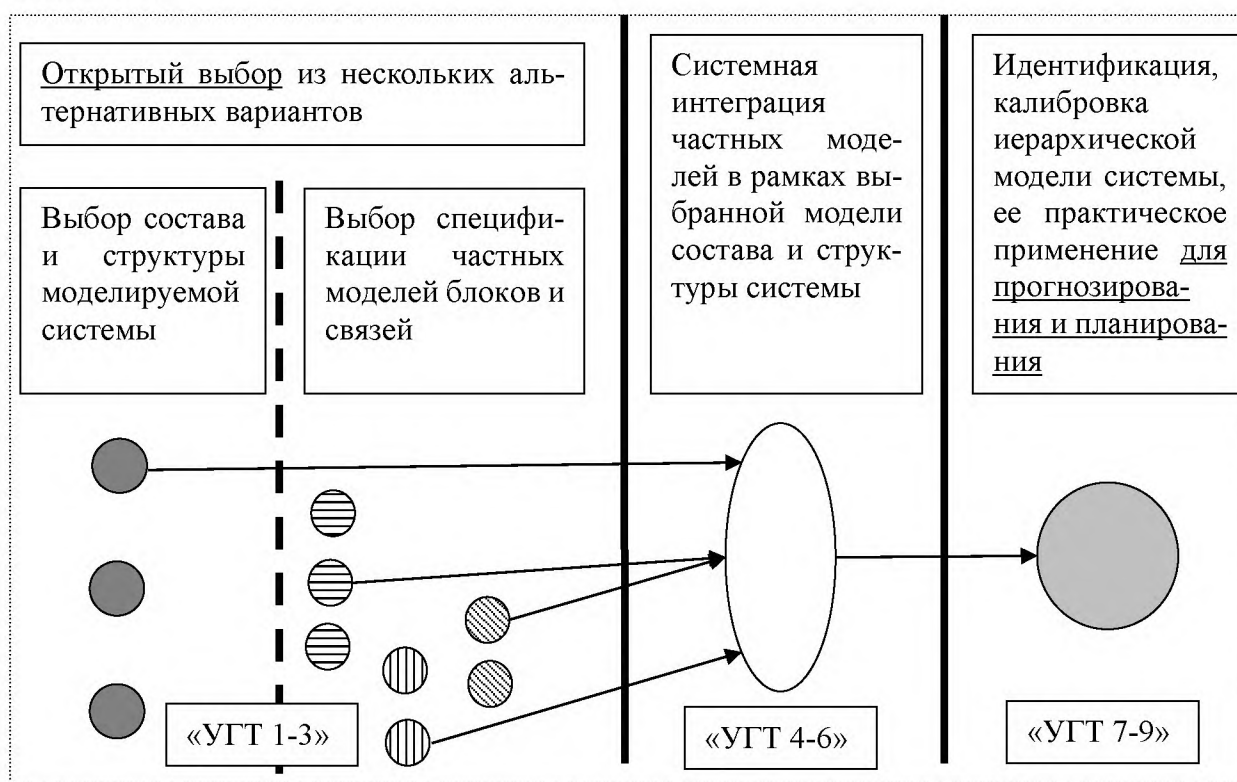 Открытый выбор из нескольких аль-
тернативных вариантов
Выбор состава
и структуры
моделируемой
системы
Выбор специфи-
кации частных
моделей блоков и
связей
Системная
интеграция
частных моде-
лей в рамках вы-
бранной модели
состава и струк-
туры системы
Идентификация,
калибровка
иерархической
модели системы,
ее практическое
применение для
прогнозирова-
ния и планирова-
ния
«УГТ 1-3»
«УГТ 4-6»
«УГТ 7-9»